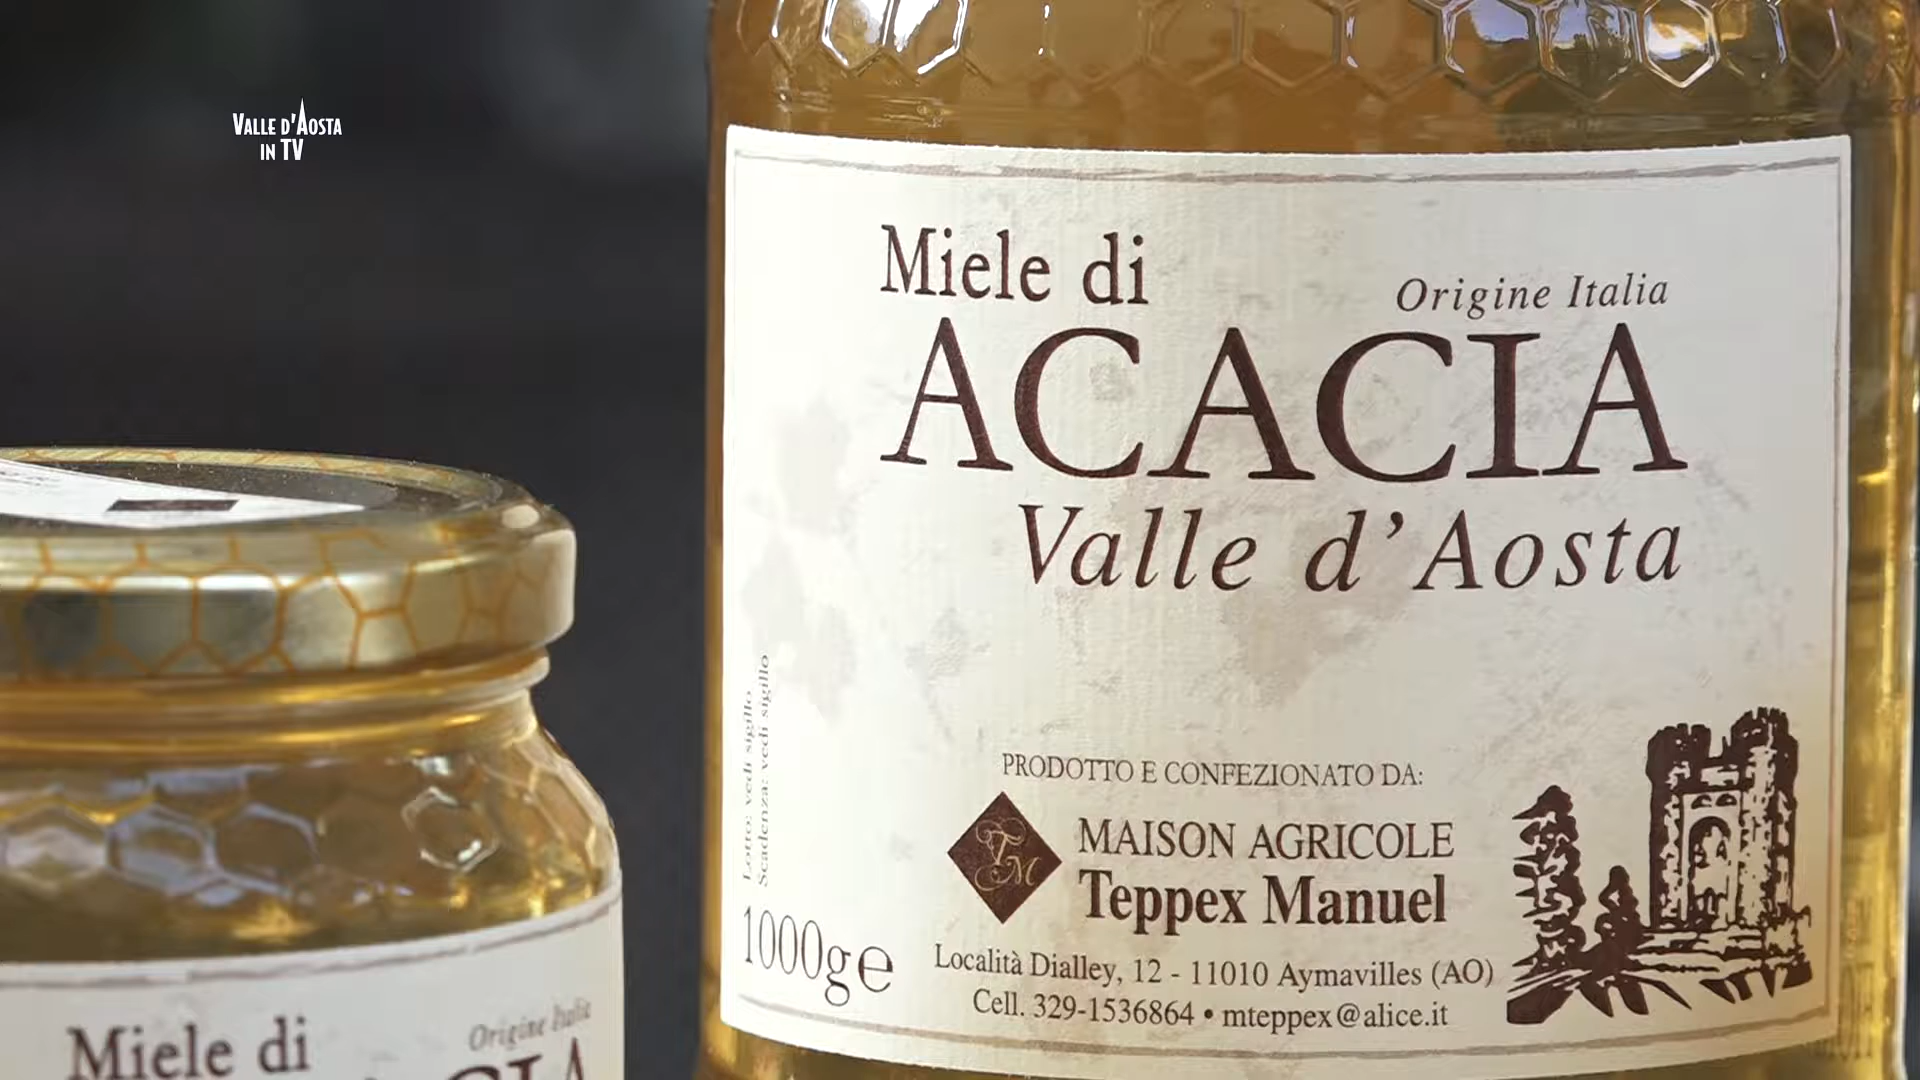 VALLE D'AOSTA
IN TV
Miele di
Origine Italia
ACACIA
Valle d'Aosta
Lotto: vedi sigillo
Scadenza: vedi sigillo
PRODOTTO E CONFEZIONATO DA:
TM
MAISON AGRICOLE
Teppex Manuel
1000g e
Località Dialley, 12 - 11010 Aymavilles (AO)
Cell. 329-1536864 • mteppex@alice.it
Miele di
Origine Italia
CIA